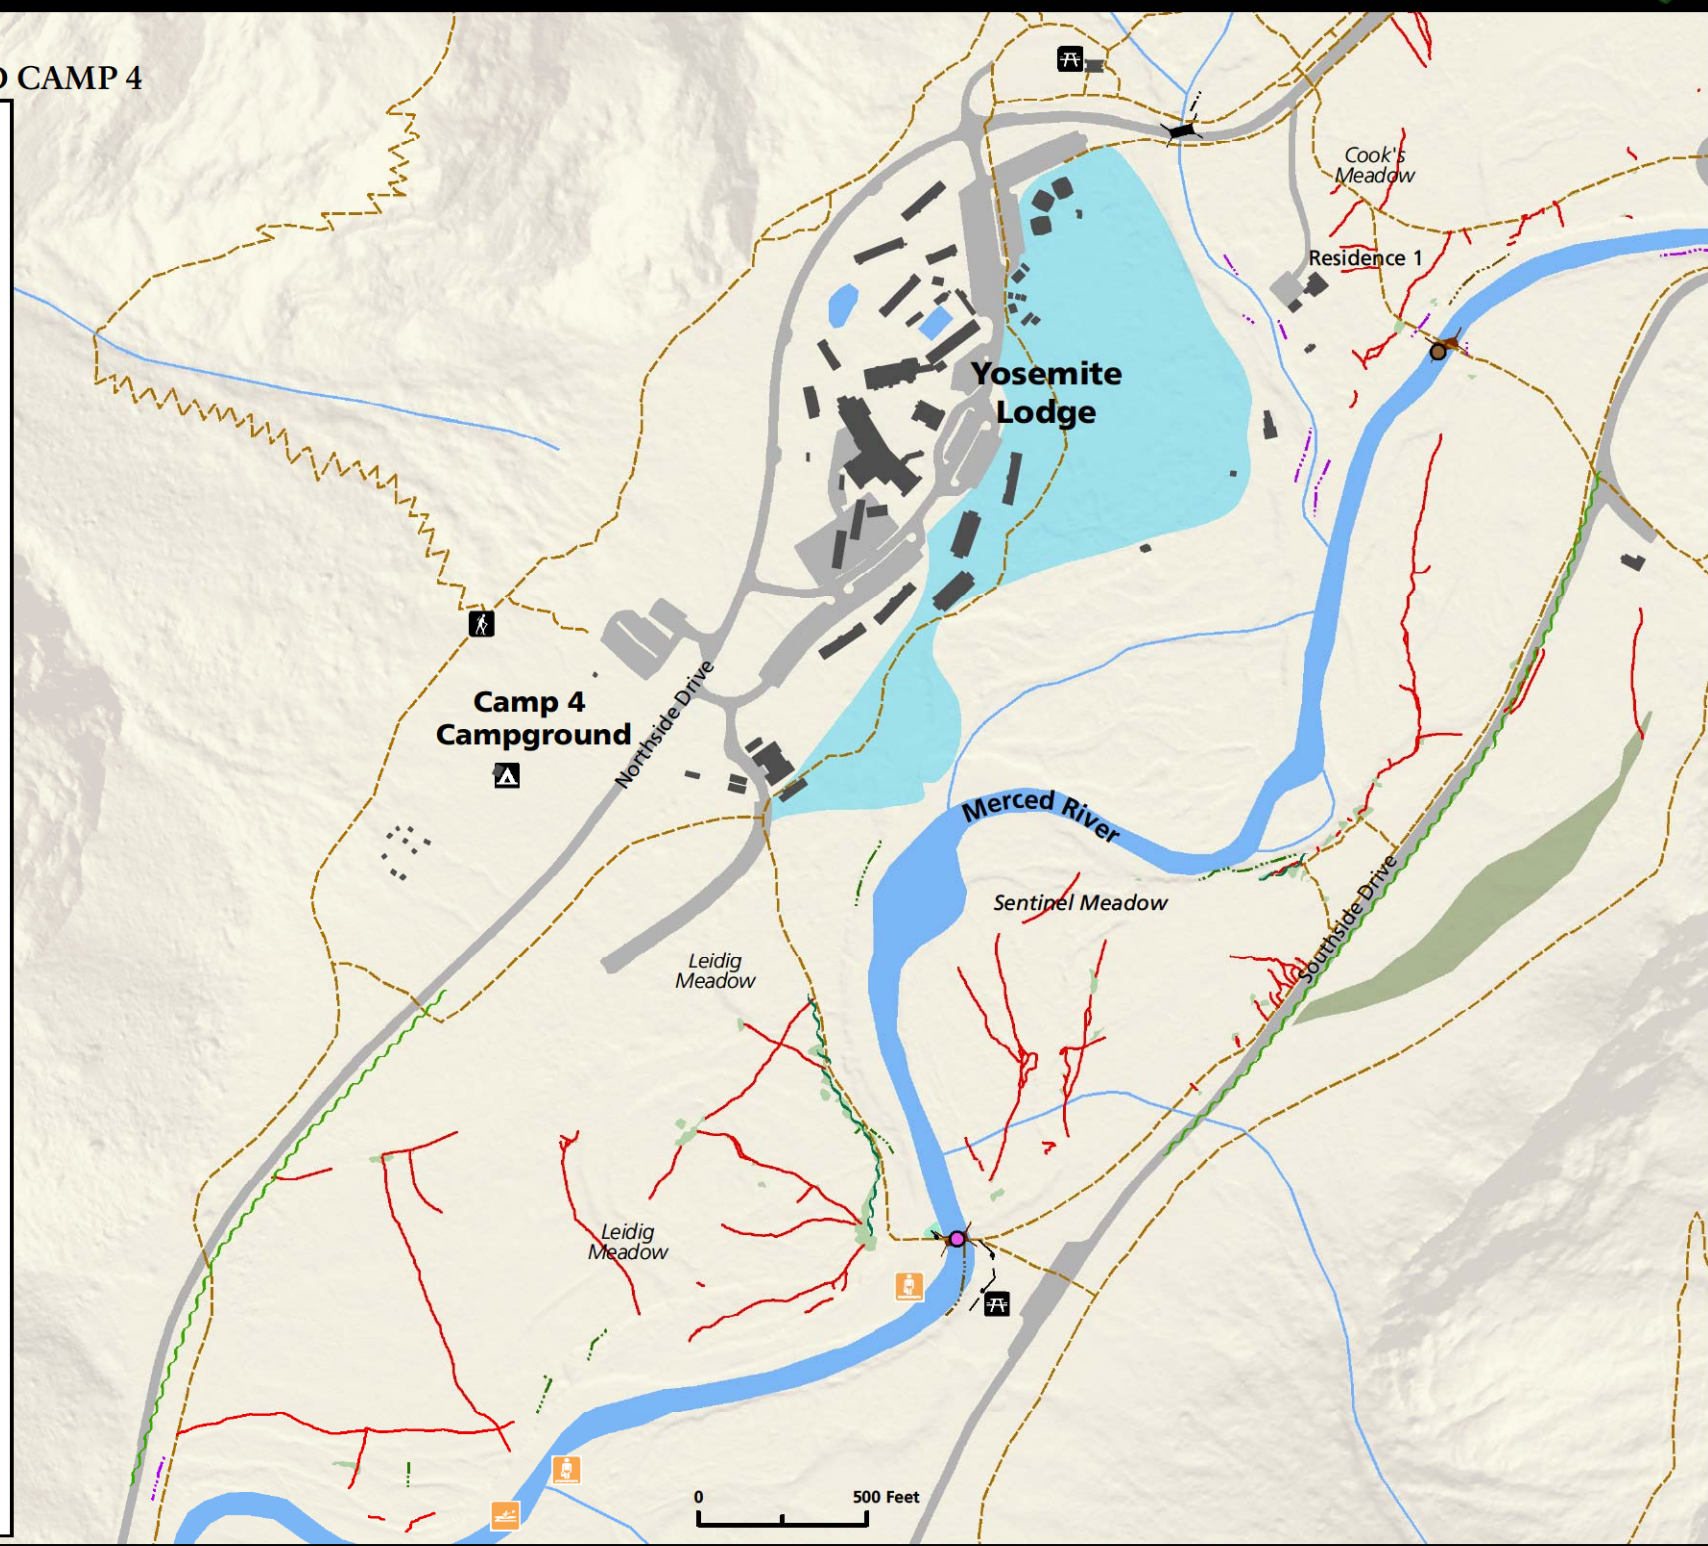 CAMP 4
Cook's
Meadow
Residence 1
Yosemite
Lodge
Camp 4
Campground
Northside Drive
Merced River
Sentinel Meadow
Southside Drive
Leidig
Meadow
Leidig
Meadow
0 500 Feet